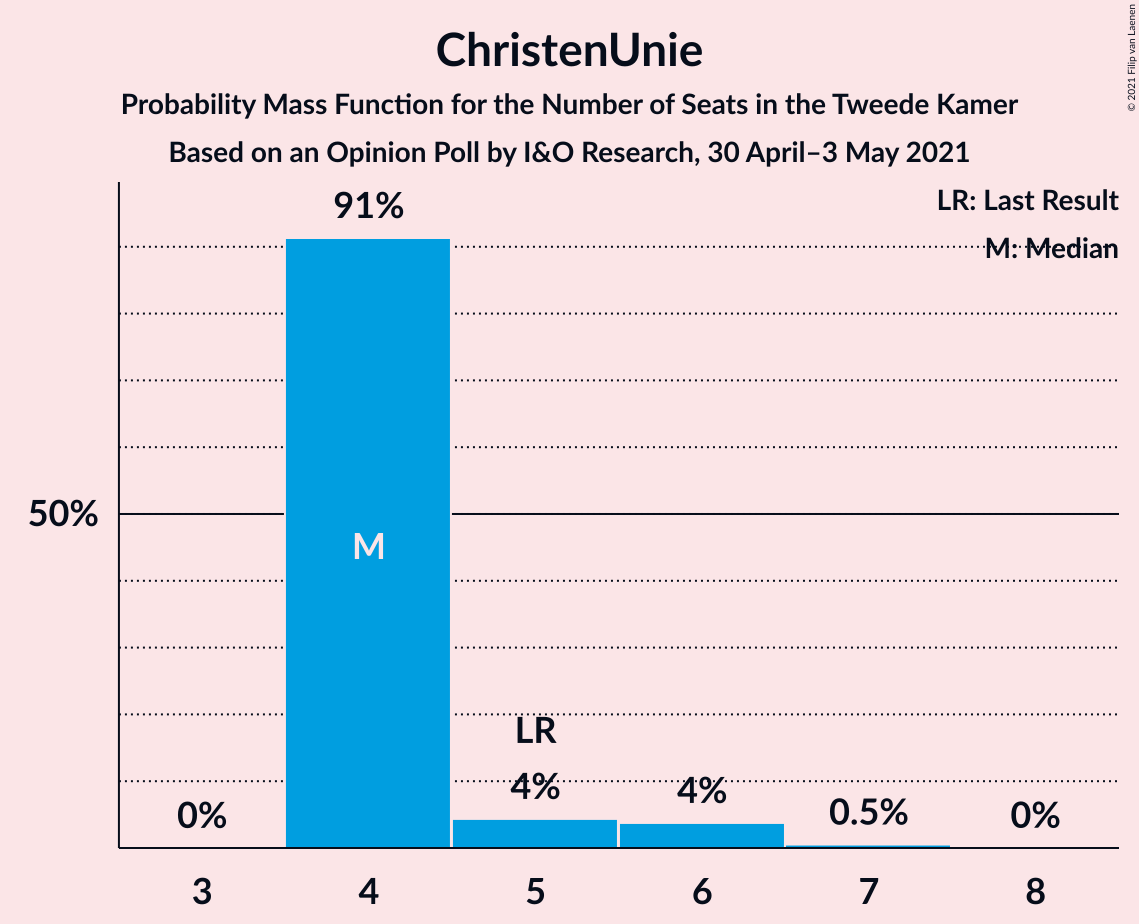 ChristenUnie
Probability Mass Function for the Number of Seats in the Tweede Kamer
Based on an Opinion Poll by I&O Research, 30 April–3 May 2021
© 2021 Filip van Laenen
LR: Last Result
M: Median
91%
50%
M
LR
0%
4%
4%
0.5%
0%
3
4
5
6
7
8